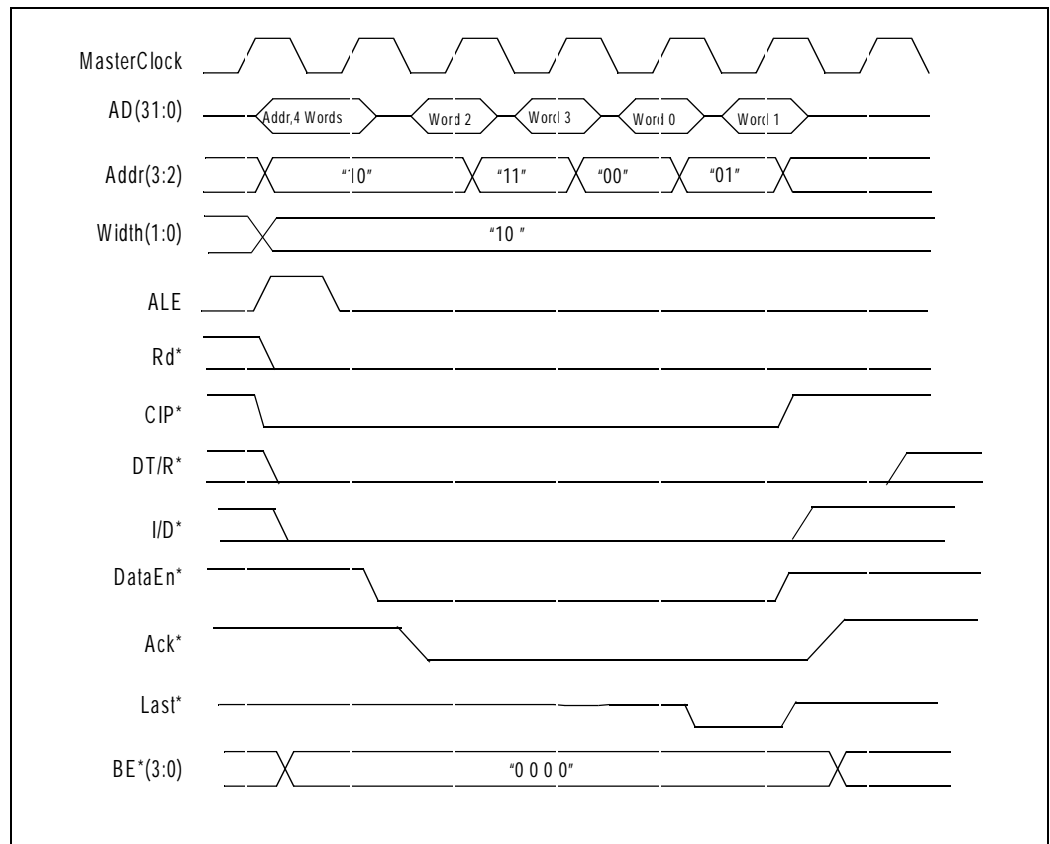 MasterClock
AD(31:0)
Addr,4 Words
Word 2
Word 3
Word 0
Word 1
Addr(3:2)
“10”
“11”
“00”
“01”
Width(1:0)
“10 ”
ALE
Rd*
CIP*
DT/R*
I/D*
DataEn*
Ack*
Last*
BE*(3:0)
“0 0 0 0”